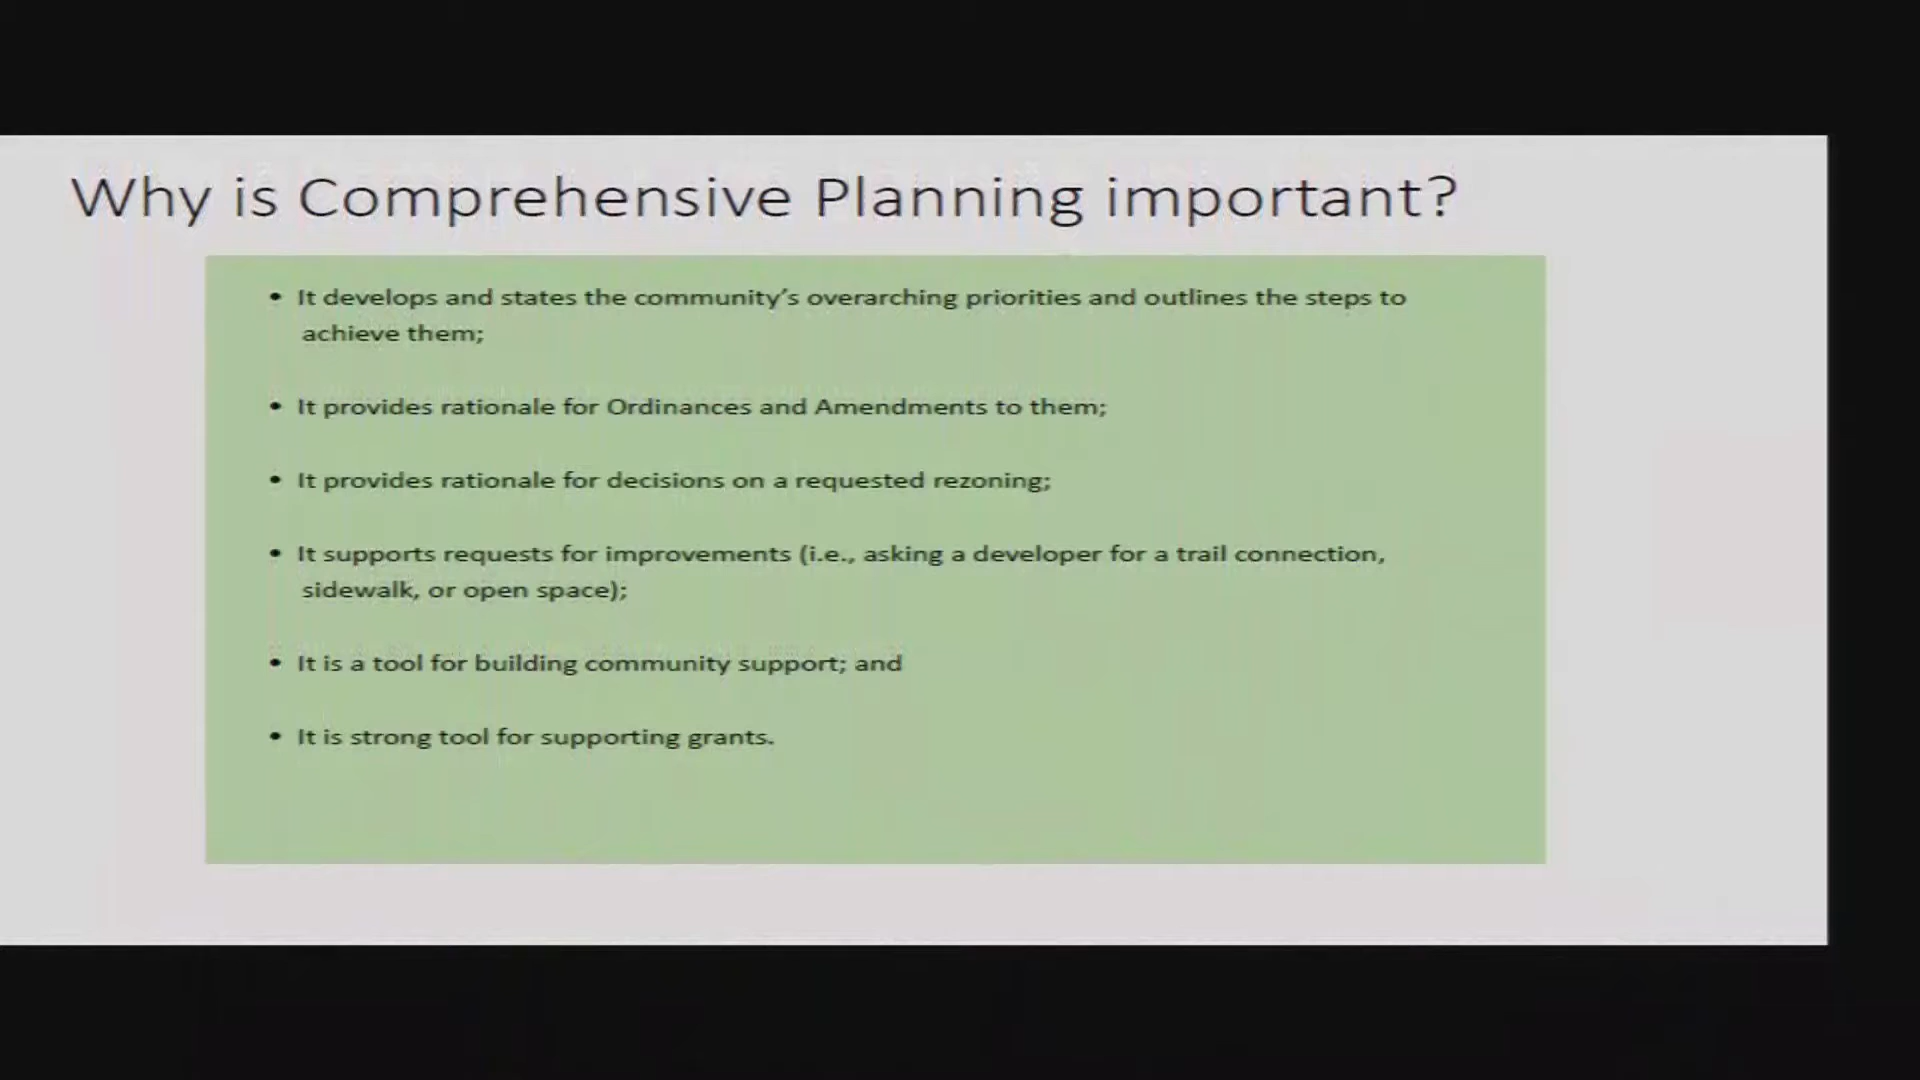 Why is Comprehensive Planning important?
• It develops and states the community’s overarching priorities and outlines the steps to
achieve them;
• It provides rationale for Ordinances and Amendments to them;
• It provides rationale for decisions on a requested rezoning;
• It supports requests for improvements (i.e., asking a developer for a trail connection,
sidewalk, or open space);
• It is a tool for building community support; and
• It is strong tool for supporting grants.